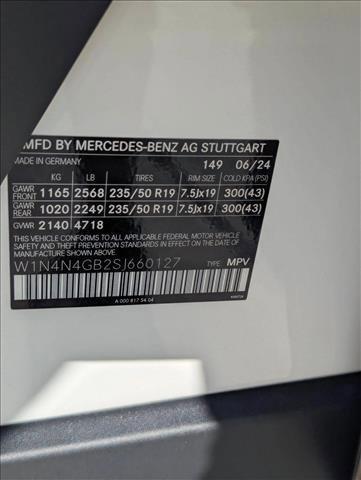 MFD BY MERCEDES-BENZ AG STUTTGART
MADE IN GERMANY 149 06/24
KG LB TIRES RIM COLD KPA (PSI)
GAWR FRONT 1165 2568 235/50 R19 7.5Jx19 300(43)
GAWR REAR 1020 2249 235/50 R19 7.5Jx19 300(43)
GVWR 2140 4718
THIS VEHICLE CONFORMS TO ALL
APPLICABLE FEDERAL MOTOR VEHICLE
SAFETY AND THEFT PREVENTION
STANDARDS IN EFFECT ON THE DATE OF
MANUFACTURE SHOWN ABOVE.
W1N4N4GB2SJ660127 TYPE: MPV
A 000 817 54 04